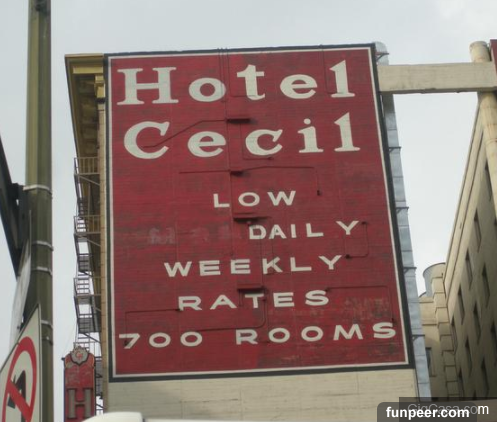 Hotel
Cecil
LOW
DAILY
WEEKLY
RATES
700 ROOMS
H
funpeer.com